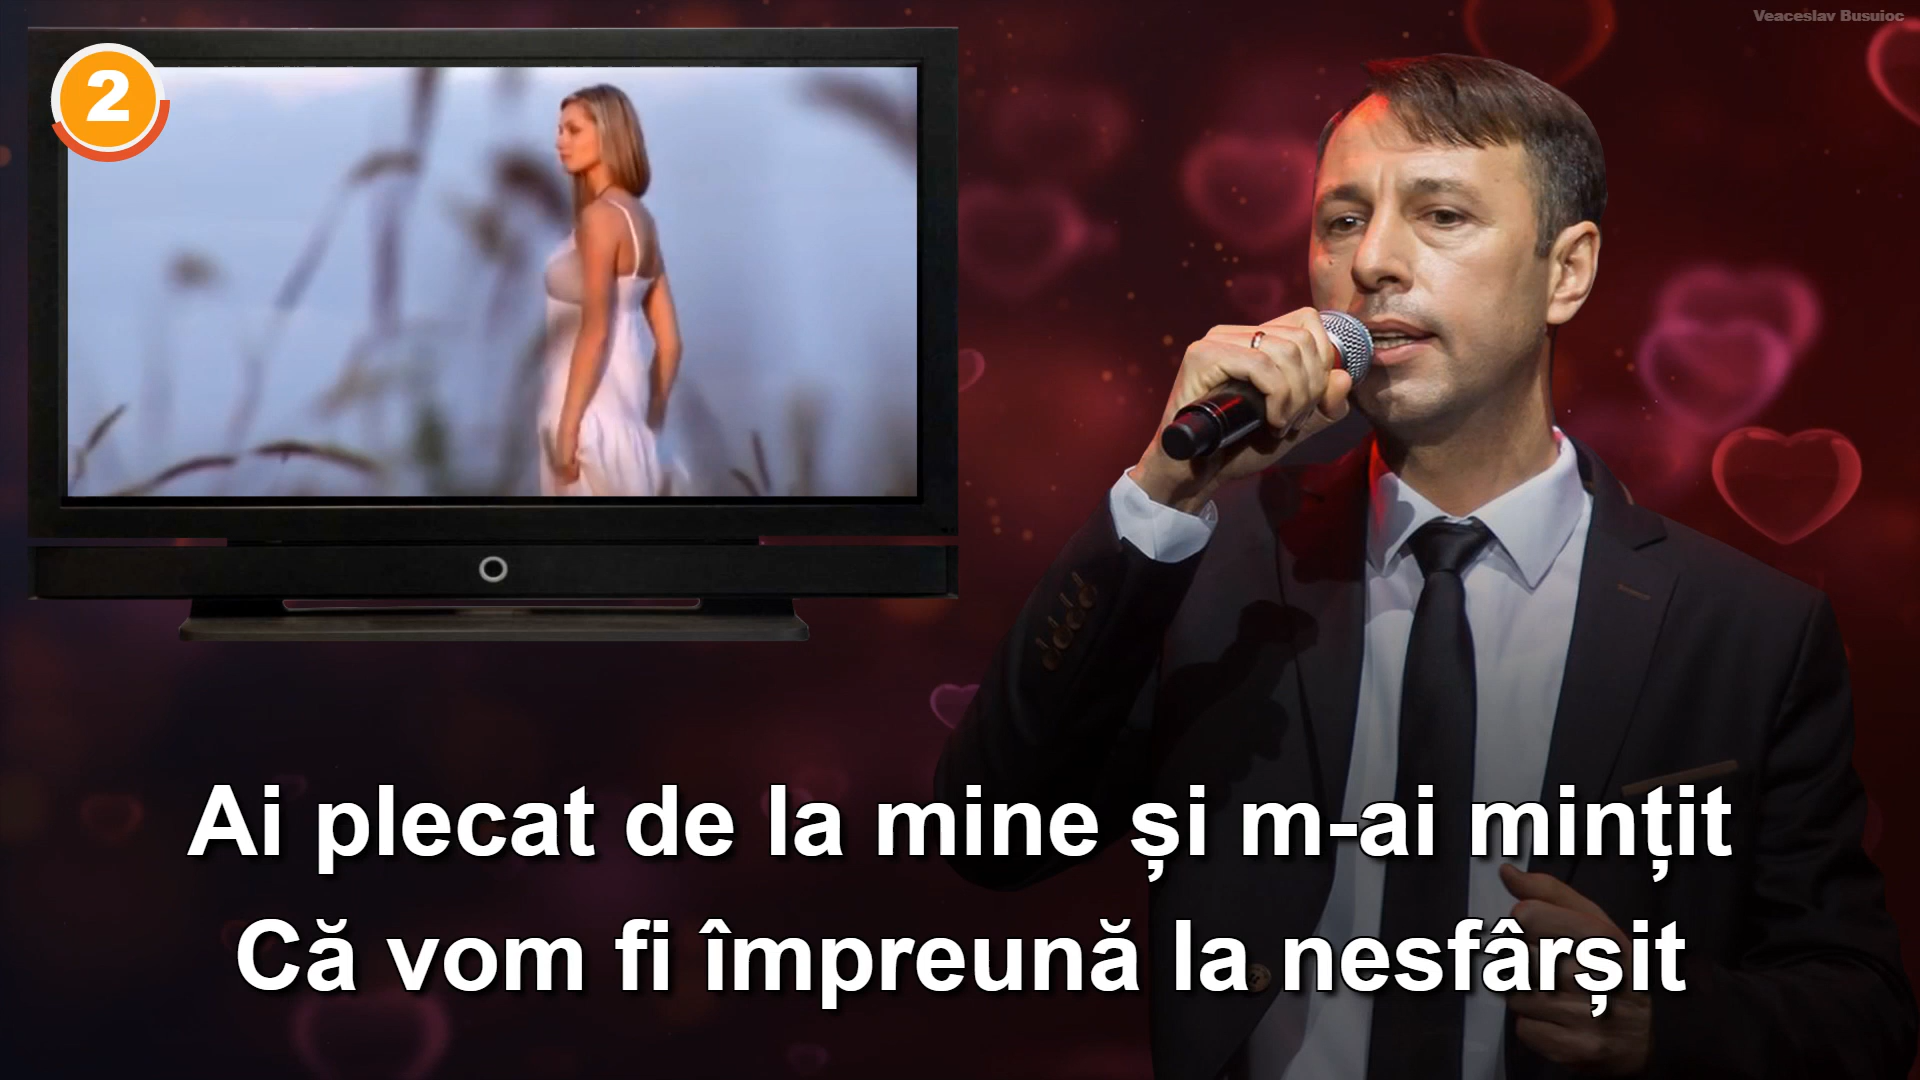 Veaceslav Busuioc
2
Ai plecat de la mine și m-ai mințit
Că vom fi împreună la nesfârșit